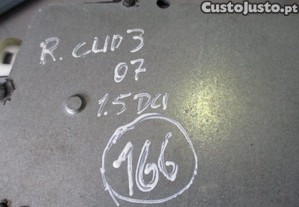 CustoJusto.pt
R. CLIO 3
07
1.5 DCI
166